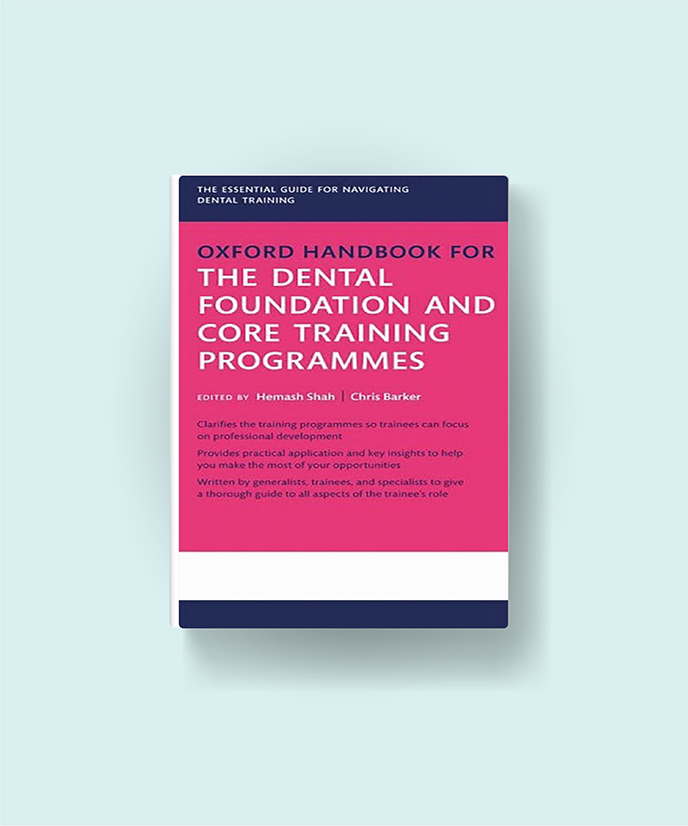 THE ESSENTIAL GUIDE FOR NAVIGATING
DENTAL TRAINING
OXFORD HANDBOOK FOR
THE DENTAL
FOUNDATION AND
CORE TRAINING
PROGRAMMES
EDITED BY Hemash Shah | Chris Barker
Clarifies the training programmes so trainees can focus
on professional development
Provides practical application and key insights to help
you make the most of your opportunities
Written by generalists, trainees, and specialists to give
a thorough guide to all aspects of the trainee's role